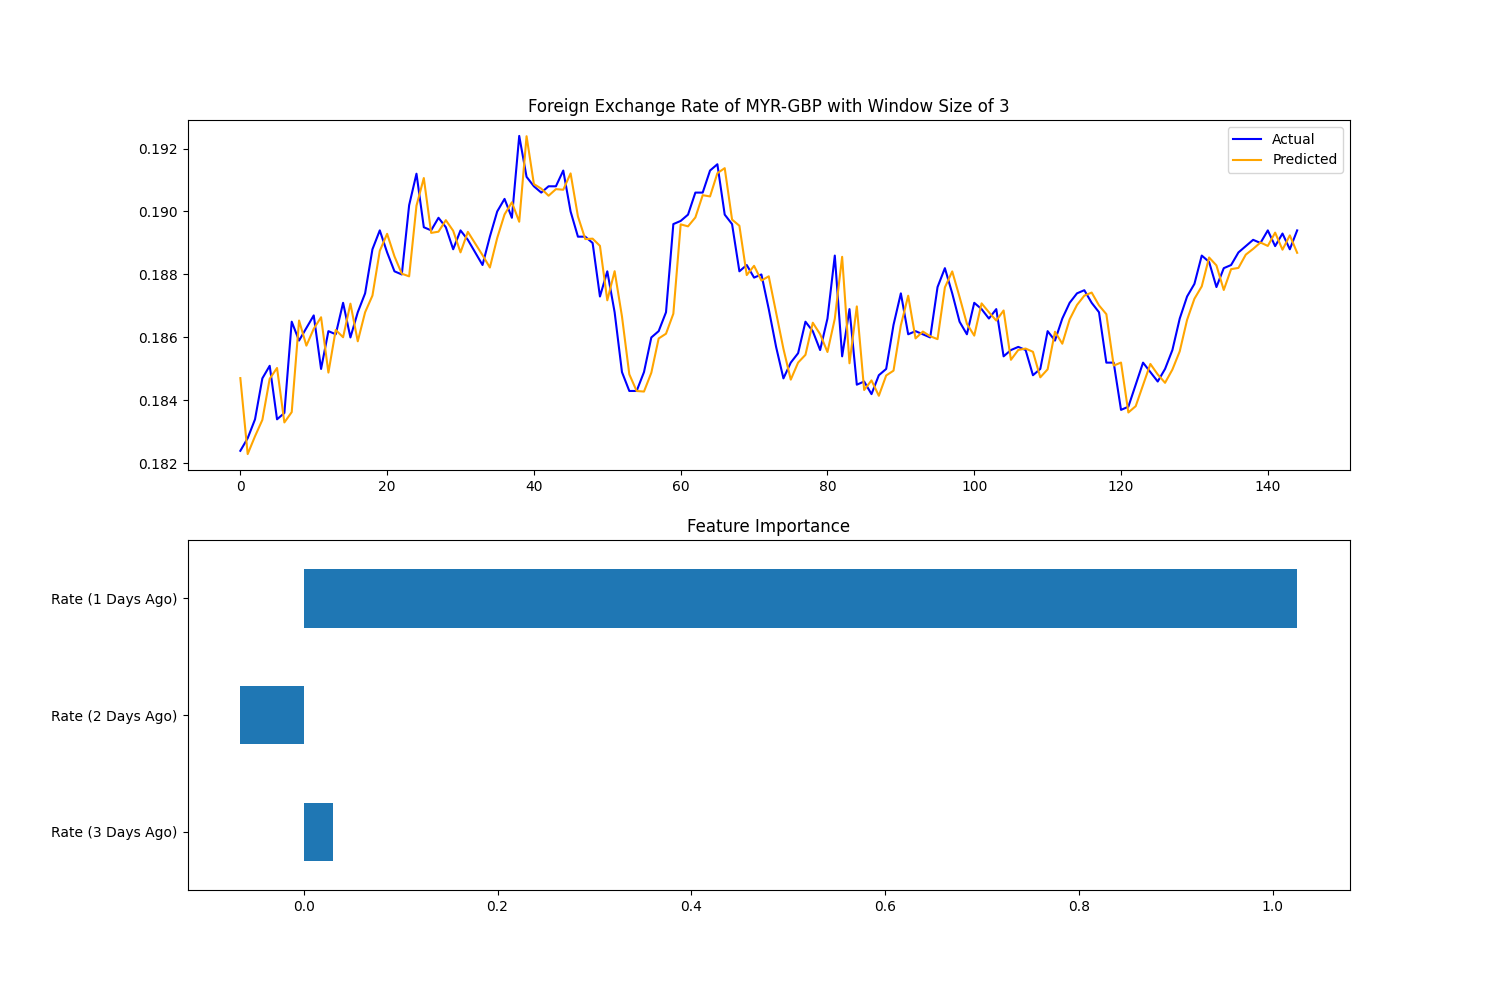 Foreign Exchange Rate of MYR-GBP with Window Size of 3
Actual
Predicted
0.192
0.190
0.188
0.186
0.184
0.182
0 20 40 60 80 100 120 140
Feature Importance
Rate (1 Days Ago)
Rate (2 Days Ago)
Rate (3 Days Ago)
0.0 0.2 0.4 0.6 0.8 1.0